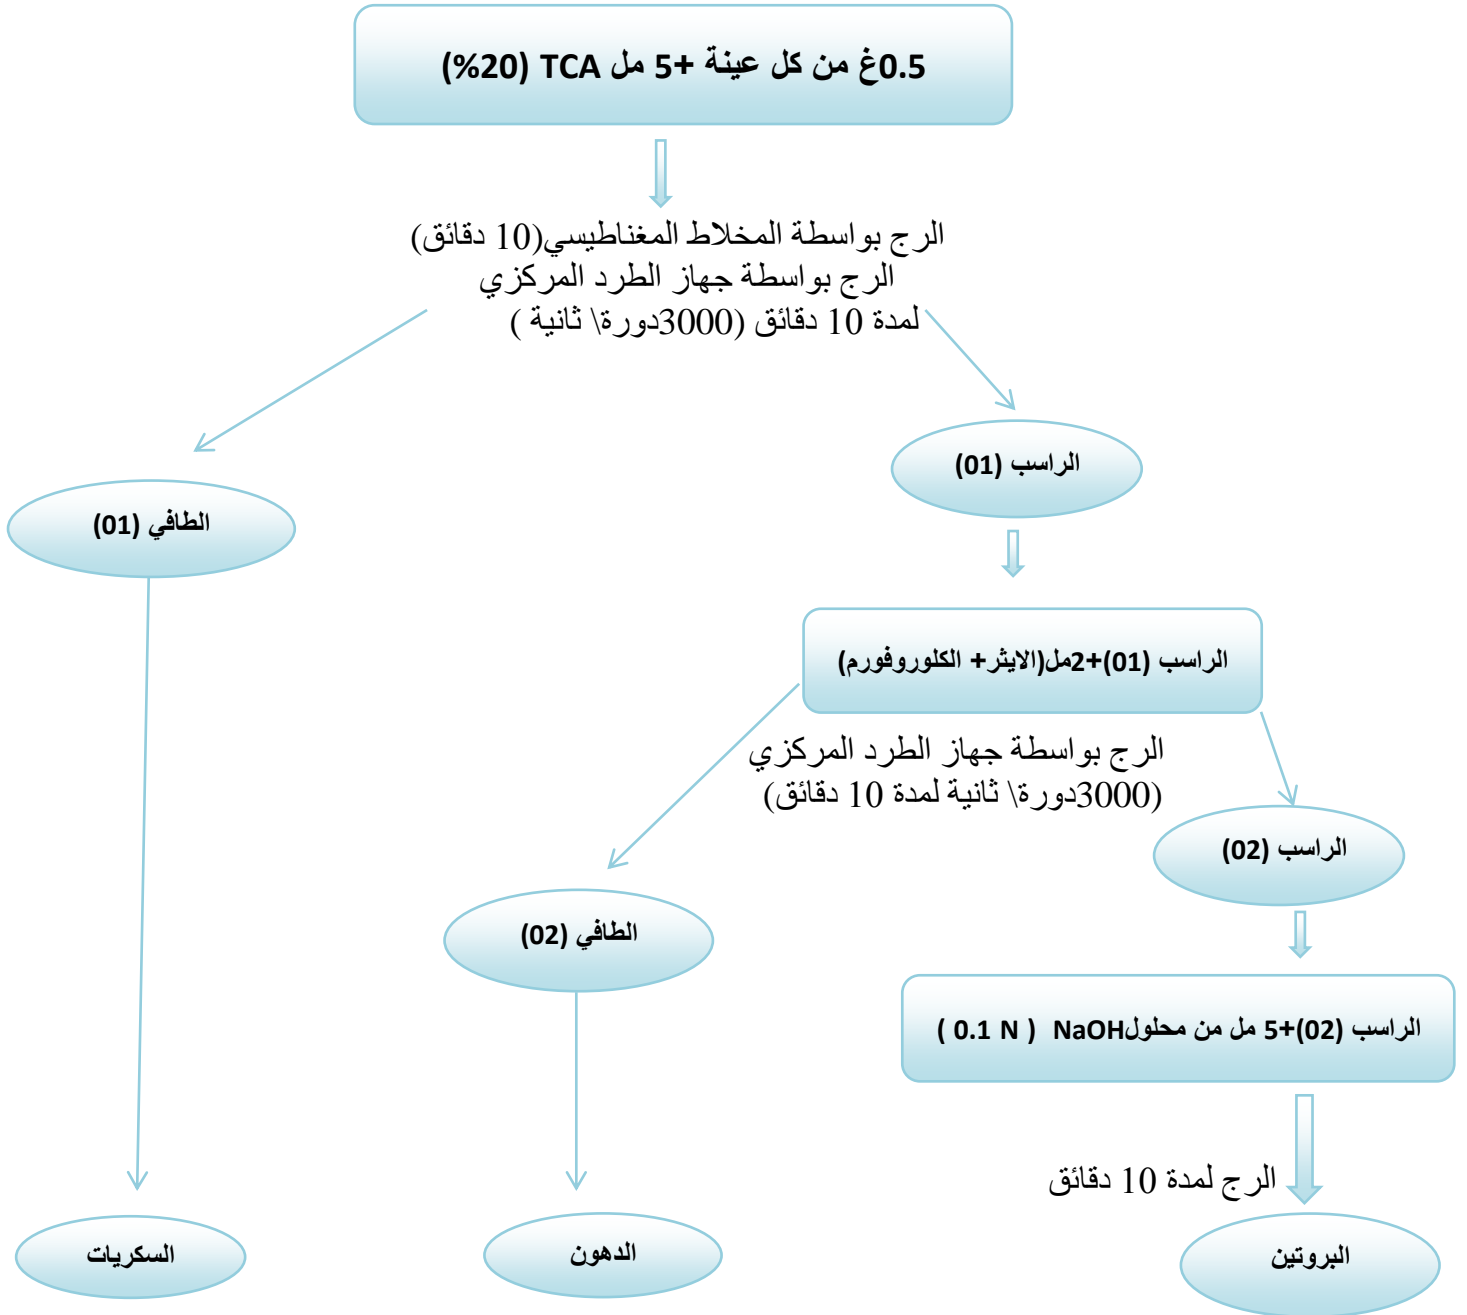 0.5غ من كل عينة +5 مل TCA (20%)
الرج بواسطة المخلاط المغناطيسي(10 دقائق)
الرج بواسطة جهاز الطرد المركزي
لمدة 10 دقائق (3000دورة\ ثانية )
الراسب (01)
الطافي (01)
الراسب (01)+2مل(الايثر+ الكلوروفورم)
الرج بواسطة جهاز الطرد المركزي
(3000دورة\ ثانية لمدة 10 دقائق)
الراسب (02)
الطافي (02)
الراسب (02)+5 مل من محلولNaOH ( 0.1 N )
الرج لمدة 10 دقائق
البروتين
الدهون
السكريات